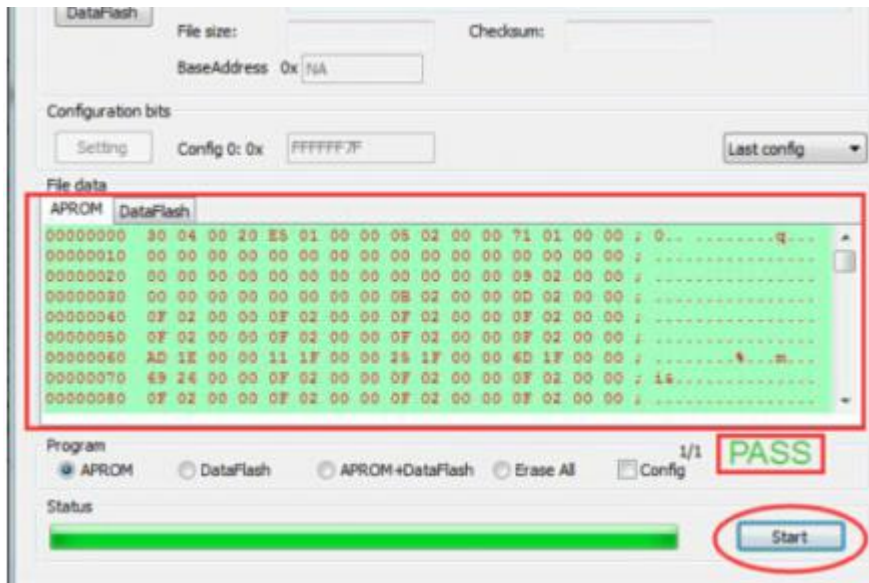 DataFlash
File size:
Checksum:
BaseAddress 0x NA
Configuration bits
Setting Config 0: 0x FFFFFF7F Last config
File data
APROM DataFlash
00000000 30 04 00 20 E5 01 00 00 05 02 00 00 71 01 00 00 ; 0.. ........q...
00000010 00 00 00 00 00 00 00 00 00 00 00 00 00 00 00 00 ; ................
00000020 00 00 00 00 00 00 00 00 00 00 00 00 09 02 00 00 ; ................
00000030 00 00 00 00 00 00 00 00 0B 02 00 00 0D 02 00 00 ; ................
00000040 0F 02 00 00 0F 02 00 00 0F 02 00 00 0F 02 00 00 ; ................
00000050 0F 02 00 00 0F 02 00 00 0F 02 00 00 0F 02 00 00 ; ................
00000060 AD 1E 00 00 11 1F 00 00 25 1F 00 00 6D 1F 00 00 ; ........%...m...
00000070 69 26 00 00 0F 02 00 00 0F 02 00 00 0F 02 00 00 ; i&..............
00000080 0F 02 00 00 0F 02 00 00 0F 02 00 00 0F 02 00 00 ; ................
Program
1/1 PASS
APROM DataFlash APROM+DataFlash Erase All Config
Status
Start